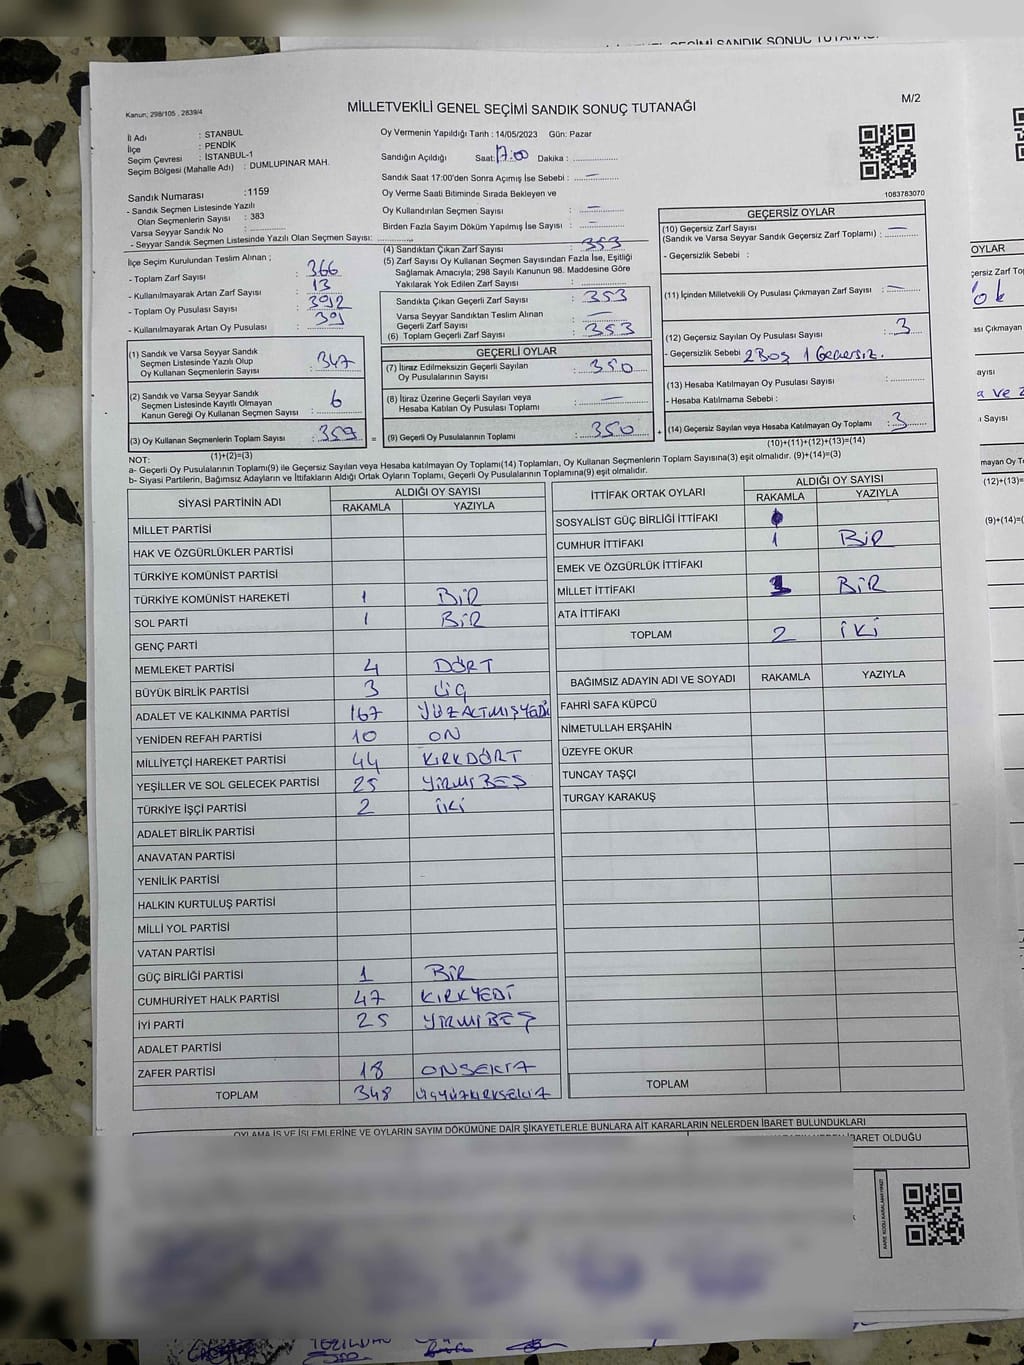 MİLLETVEKİLİ GENEL SEÇİMİ SANDIK SONUÇ TUTANAĞI
M/2
Kanun; 298/105 , 2839/4
İl Adı : STANBUL
İlçe : PENDİK
Seçim Çevresi : İSTANBUL-1
Seçim Bölgesi (Mahalle Adı) : DUMLUPINAR MAH.
Oy Vermenin Yapıldığı Tarih : 14/05/2023 Gün: Pazar
Sandığın Açıldığı Saat: 17:00 Dakika :
Sandık Saat 17:00'den Sonra Açımış İse Sebebi : —
Oy Verme Saati Bitiminde Sırada Bekleyen ve
Oy Kullandırılan Seçmen Sayısı : —
Birden Fazla Sayım Döküm Yapılmış İse Sayısı : —
1083783070
Sandık Numarası : 1159
- Sandık Seçmen Listesinde Yazılı
Olan Seçmenlerin Sayısı : 383
Varsa Seyyar Sandık No :
- Seyyar Sandık Seçmen Listesinde Yazılı Olan Seçmen Sayısı:
İlçe Seçim Kurulundan Teslim Alınan ;
- Toplam Zarf Sayısı : 366
- Kullanılmayarak Artan Zarf Sayısı : 13
- Toplam Oy Pusulası Sayısı : 392
- Kullanılmayarak Artan Oy Pusulası : 39
(1) Sandık ve Varsa Seyyar Sandık
Seçmen Listesinde Yazılı Olup
Oy Kullanan Seçmenlerin Sayısı : 347
(2) Sandık ve Varsa Seyyar Sandık
Seçmen Listesinde Kayıtlı Olmayan
Kanun Gereği Oy Kullanan Seçmen Sayısı : 6
(3) Oy Kullanan Seçmenlerin Toplam Sayısı : 353 =
(1)+(2)=(3)
(4) Sandıktan Çıkan Zarf Sayısı : 353
(5) Zarf Sayısı Oy Kullanan Seçmen Sayısından Fazla İse, Eşitliği
Sağlamak Amacıyla; 298 Sayılı Kanunun 98. Maddesine Göre
Yakılarak Yok Edilen Zarf Sayısı :
Sandıkta Çıkan Geçerli Zarf Sayısı : 353
Varsa Seyyar Sandıktan Teslim Alınan
Geçerli Zarf Sayısı : —
(6) Toplam Geçerli Zarf Sayısı : 353
GEÇERLİ OYLAR
(7) İtiraz Edilmeksizin Geçerli Sayılan
Oy Pusulalarının Sayısı : 350
(8) İtiraz Üzerine Geçerli Sayılan veya
Hesaba Katılan Oy Pusulası Toplamı : —
(9) Geçerli Oy Pusulalarının Toplamı : 350 +
GEÇERSİZ OYLAR
(10) Geçersiz Zarf Sayısı
(Sandık ve Varsa Seyyar Sandık Geçersiz Zarf Toplamı) : —
- Geçersizlik Sebebi :
(11) İçinden Milletvekili Oy Pusulası Çıkmayan Zarf Sayısı : —
(12) Geçersiz Sayılan Oy Pusulası Sayısı : 3
- Geçersizlik Sebebi : 2 Boş 1 Geçersiz.
(13) Hesaba Katılmayan Oy Pusulası Sayısı :
- Hesaba Katılmama Sebebi :
(14) Geçersiz Sayılan veya Hesaba Katılmayan Oy Toplamı : 3
(10)+(11)+(12)+(13)=(14)
NOT:
a- Geçerli Oy Pusulalarının Toplamı(9) ile Geçersiz Sayılan veya Hesaba katılmayan Oy Toplamı(14) Toplamları, Oy Kullanan Seçmenlerin Toplam Sayısına(3) eşit olmalıdır. (9)+(14)=(3)
b- Siyasi Partilerin, Bağımsız Adayların ve İttifakların Aldığı Ortak Oyların Toplamı, Geçerli Oy Pusulalarının Toplamına(9) eşit olmalıdır.
SİYASİ PARTİNİN ADI
ALDIĞI OY SAYISI
RAKAMLA YAZIYLA
MİLLET PARTİSİ
HAK VE ÖZGÜRLÜKLER PARTİSİ
TÜRKİYE KOMÜNİST PARTİSİ
TÜRKİYE KOMÜNİST HAREKETİ 1 BİR
SOL PARTİ 1 BİR
GENÇ PARTİ
MEMLEKET PARTİSİ 4 DÖRT
BÜYÜK BİRLİK PARTİSİ 3 ÜÇ
ADALET VE KALKINMA PARTİSİ 167 YÜZALTMIŞYEDİ
YENİDEN REFAH PARTİSİ 10 ON
MİLLİYETÇİ HAREKET PARTİSİ 44 KIRKDÖRT
YEŞİLLER VE SOL GELECEK PARTİSİ 25 YİRMİBEŞ
TÜRKİYE İŞÇİ PARTİSİ 2 İKİ
ADALET BİRLİK PARTİSİ
ANAVATAN PARTİSİ
YENİLİK PARTİSİ
HALKIN KURTULUŞ PARTİSİ
MİLLİ YOL PARTİSİ
VATAN PARTİSİ
GÜÇ BİRLİĞİ PARTİSİ 1 BİR
CUMHURİYET HALK PARTİSİ 47 KIRKYEDİ
İYİ PARTİ 25 YİRMİBEŞ
ADALET PARTİSİ
ZAFER PARTİSİ 18 ONSEKİZ
TOPLAM 348 ÜÇYÜZKIRKSEKİZ
İTTİFAK ORTAK OYLARI
ALDIĞI OY SAYISI
RAKAMLA YAZIYLA
SOSYALİST GÜÇ BİRLİĞİ İTTİFAKI
CUMHUR İTTİFAKI 1 BİR
EMEK VE ÖZGÜRLÜK İTTİFAKI
MİLLET İTTİFAKI 1 BİR
ATA İTTİFAKI
TOPLAM 2 İKİ
BAĞIMSIZ ADAYIN ADI VE SOYADI RAKAMLA YAZIYLA
FAHRİ SAFA KÜPCÜ
NİMETULLAH ERŞAHİN
ÜZEYFE OKUR
TUNCAY TAŞÇI
TURGAY KARAKUŞ
TOPLAM
OYLAMA İŞ VE İŞLEMLERİNE VE OYLARIN SAYIM DÖKÜMÜNE DAİR ŞİKAYETLERLE BUNLARA AİT KARARLARIN NELERDEN İBARET BULUNDUKLARI
İBARET OLDUĞU